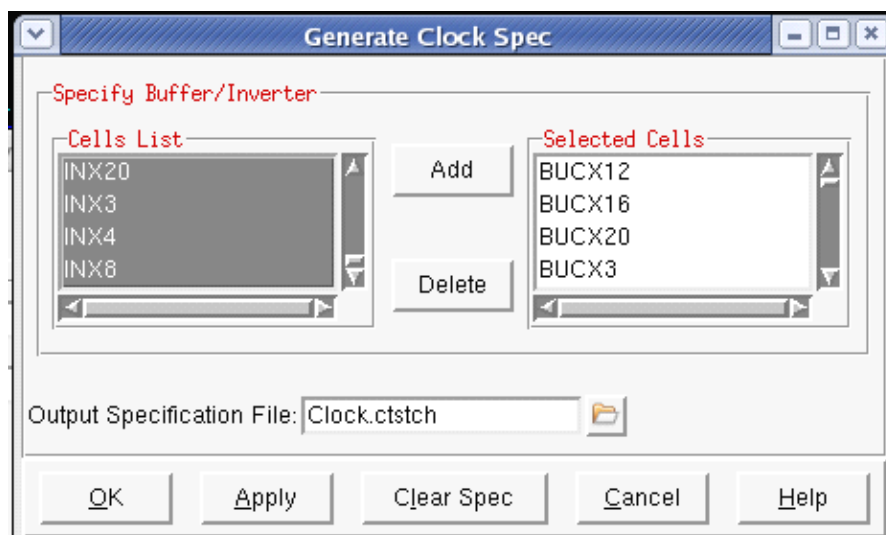 Generate Clock Spec
Specify Buffer/Inverter
Cells List
INX20
INX3
INX4
INX8
Add
Delete
Selected Cells
BUCX12
BUCX16
BUCX20
BUCX3
Output Specification File: Clock.ctstch
OK Apply Clear Spec Cancel Help